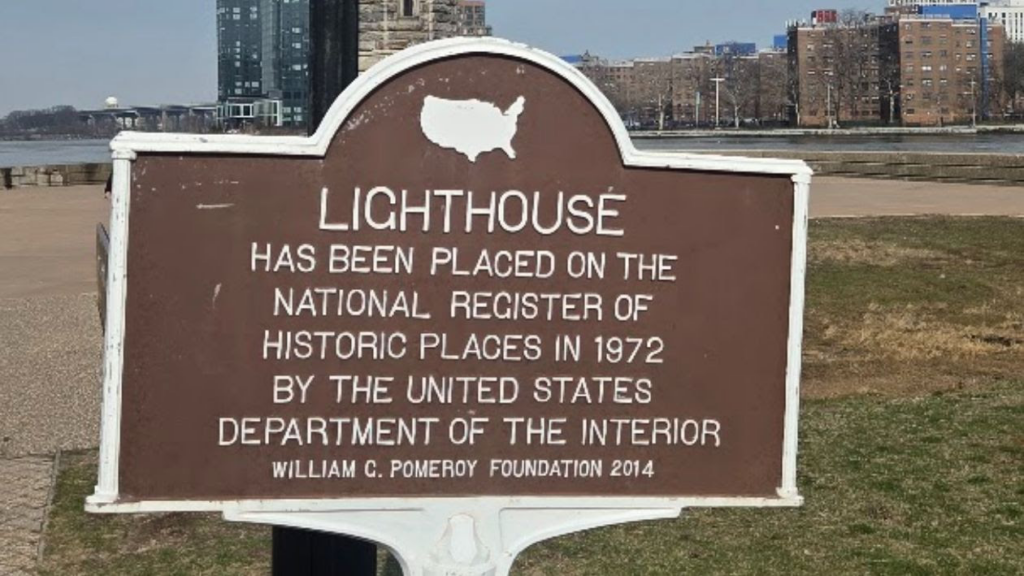 LIGHTHOUSE
HAS BEEN PLACED ON THE
NATIONAL REGISTER OF
HISTORIC PLACES IN 1972
BY THE UNITED STATES
DEPARTMENT OF THE INTERIOR
WILLIAM G. POMEROY FOUNDATION 2014